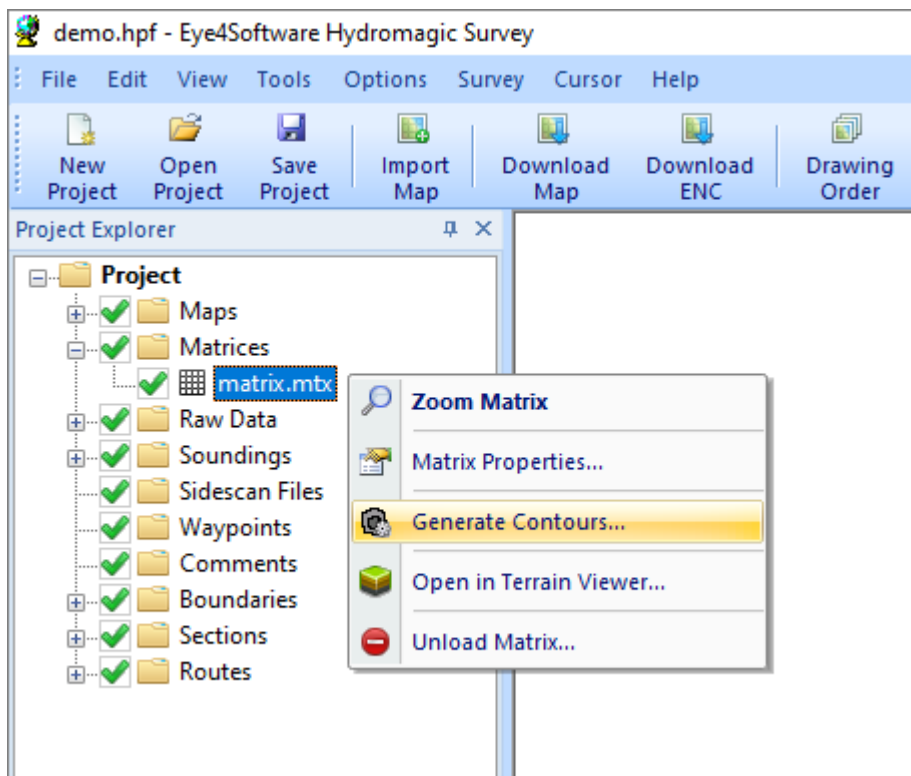 demo.hpf - Eye4Software Hydromagic Survey
File Edit View Tools Options Survey Cursor Help
New Project Open Project Save Project Import Map Download Map Download ENC Drawing Order
Project Explorer
Project
Maps
Matrices
matrix.mtx
Raw Data
Soundings
Sidescan Files
Waypoints
Comments
Boundaries
Sections
Routes
Zoom Matrix
Matrix Properties...
Generate Contours...
Open in Terrain Viewer...
Unload Matrix...